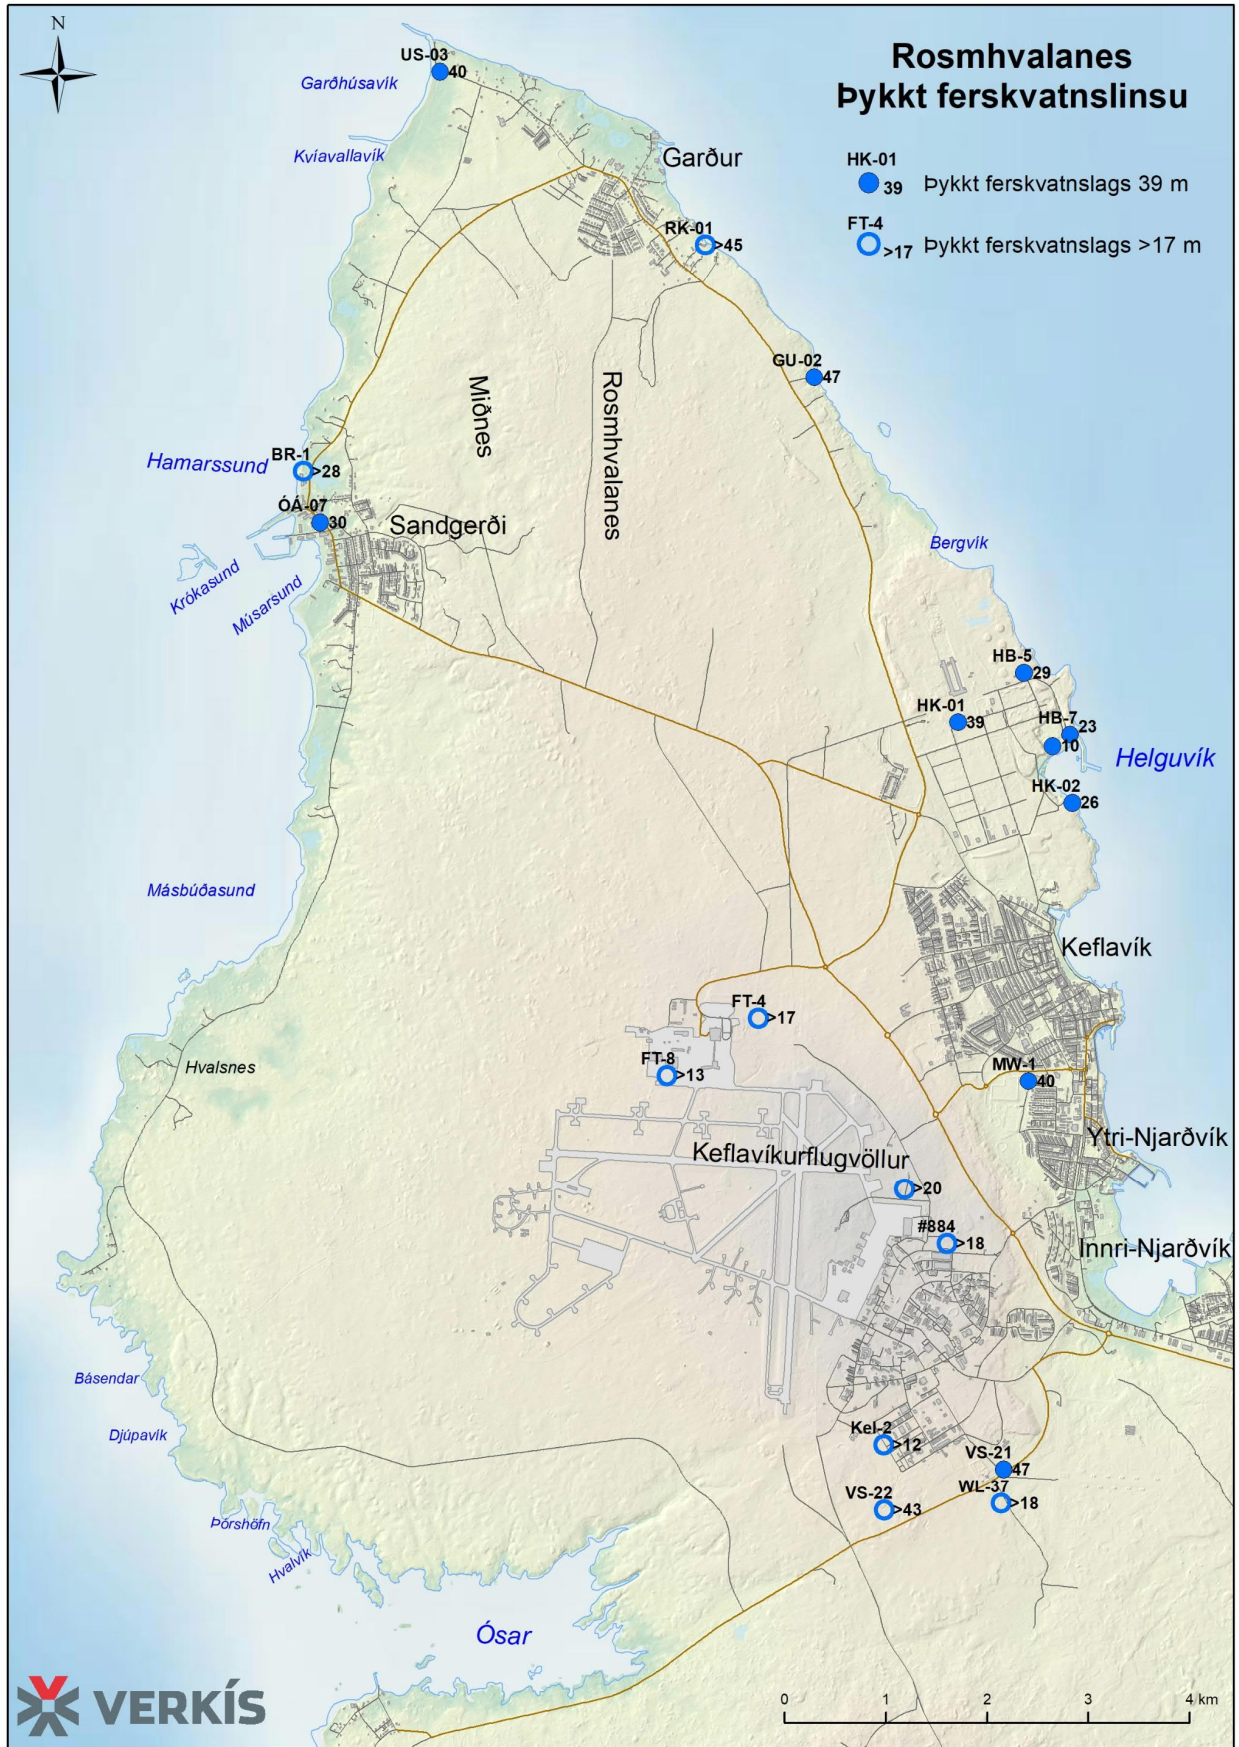 N
Rosmhvalanes
Þykkt ferskvatnslinsu
HK-01
39 Þykkt ferskvatnslags 39 m
FT-4
>17 Þykkt ferskvatnslags >17 m
US-03
40
Garðhúsavík
Kvíavallavík
Garður
RK-01
>45
GU-02
47
Miðnes
Rosmhvalanes
Hamarssund
BR-1
>28
ÓÁ-07
30
Sandgerði
Krókasund
Músarsund
Bergvík
HB-5
29
HK-01
39
HB-7
23
10
Helguvík
HK-02
26
Másbúðasund
Keflavík
FT-4
>17
FT-8
>13
Hvalsnes
MW-1
40
Ytri-Njarðvík
Keflavíkurflugvöllur
>20
#884
>18
Innri-Njarðvík
Básendar
Djúpavík
Kel-2
>12
VS-21
47
WL-37
>18
VS-22
>43
Þórshöfn
Hvalvík
Ósar
VERKÍS
0 1 2 3 4 km